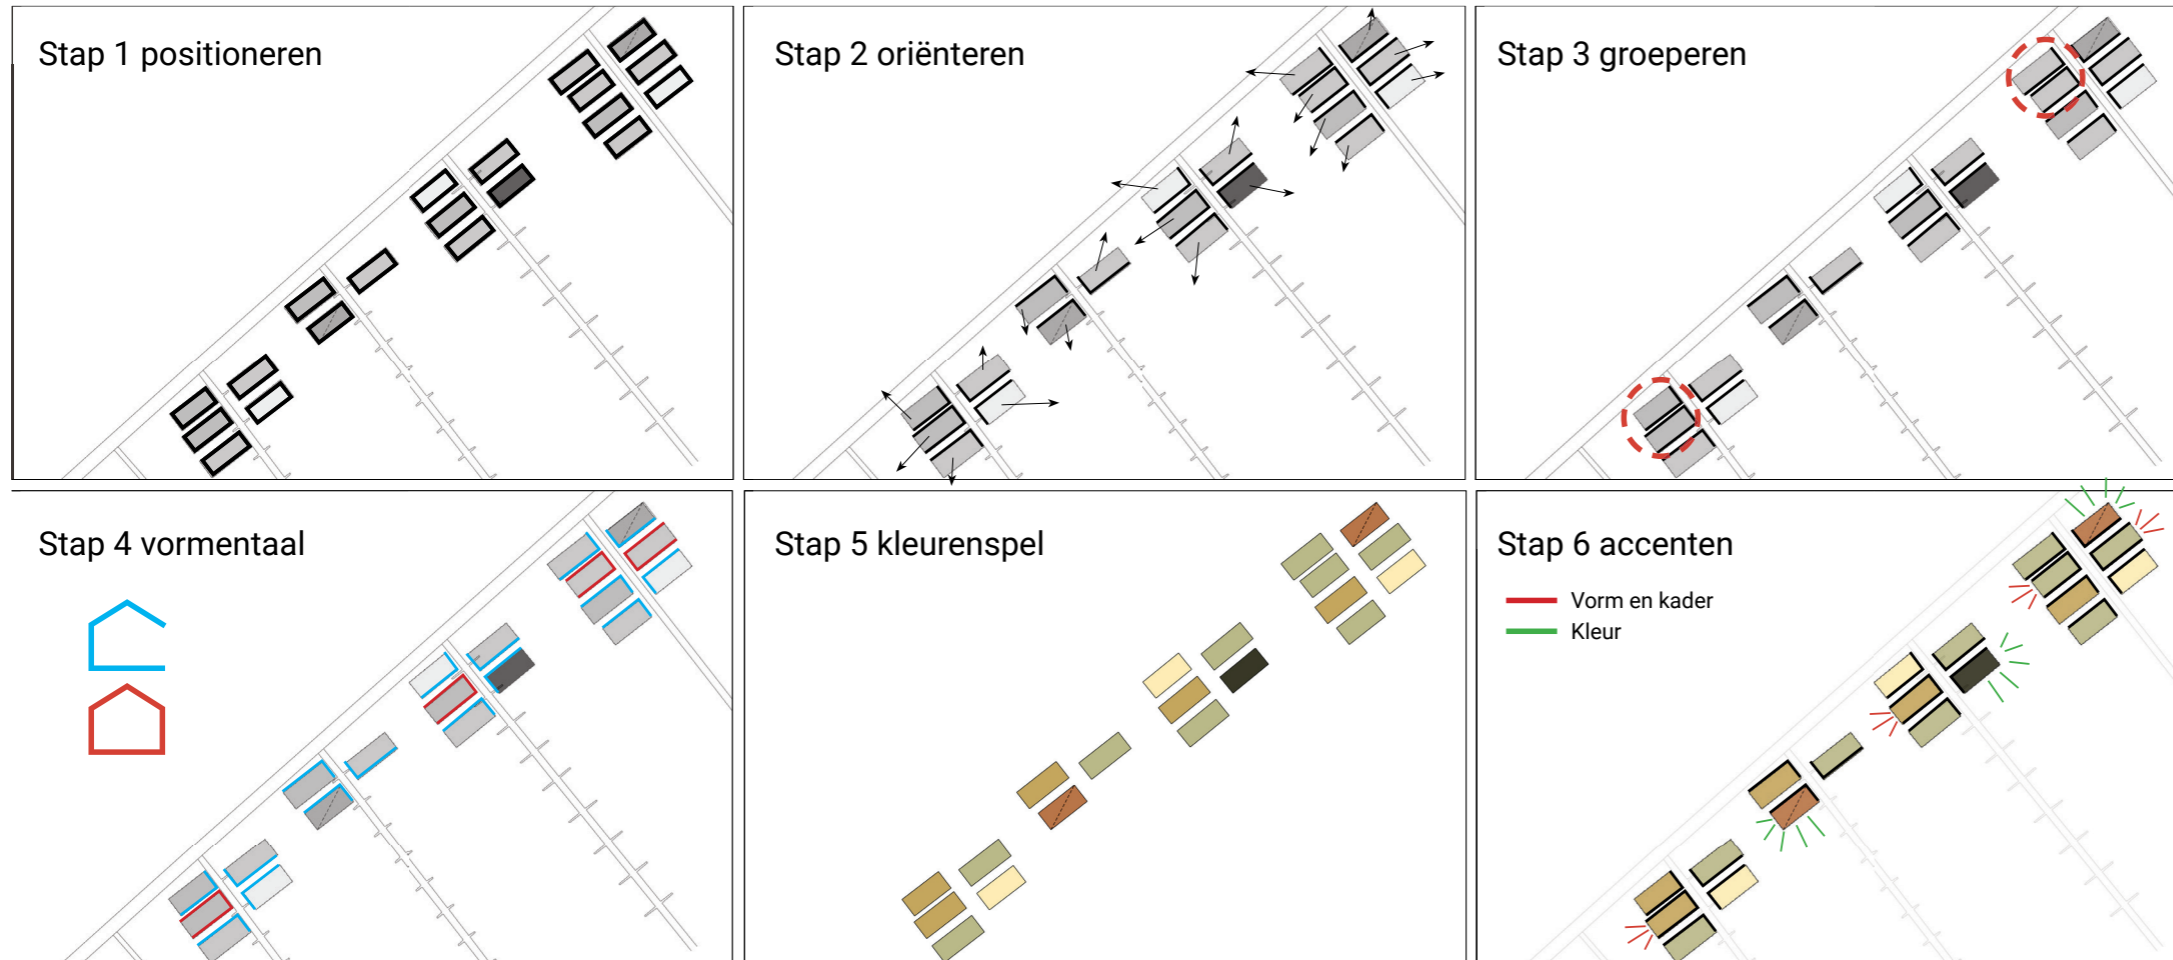 Stap 1 positioneren
Stap 2 oriënteren
Stap 3 groeperen
Stap 4 vormentaal
Stap 5 kleurenspel
Stap 6 accenten
Vorm en kader
Kleur